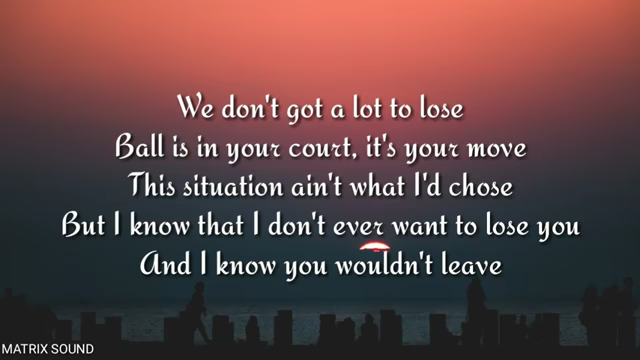 We don't got a lot to lose
Ball is in your court, it's your move
This situation ain't what I'd chose
But I know that I don't ever want to lose you
And I know you wouldn't leave
MATRIX SOUND